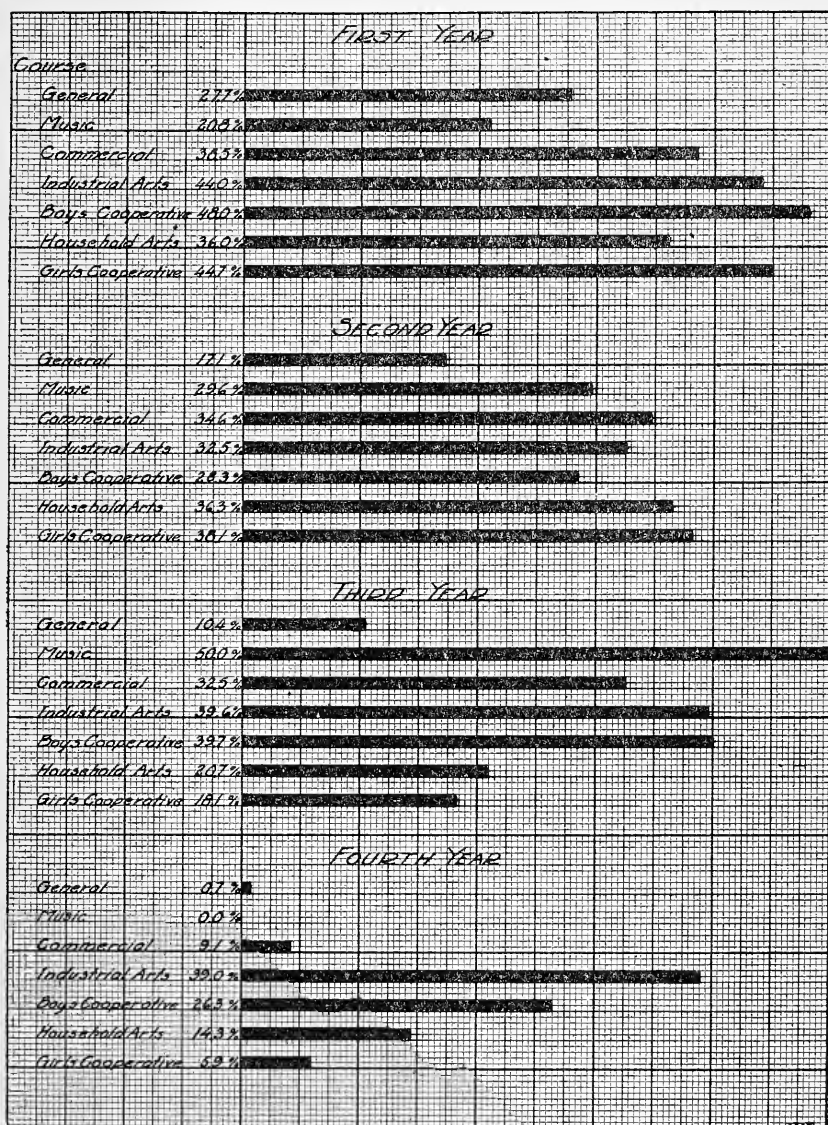 FIRST YEAR
Course
General 27.7%
Music 20.8%
Commercial 38.5%
Industrial Arts 44.0%
Boys Cooperative 48.0%
Household Arts 36.0%
Girls Cooperative 44.7%
SECOND YEAR
General 17.1%
Music 29.6%
Commercial 34.6%
Industrial Arts 32.5%
Boys Cooperative 28.3%
Household Arts 36.3%
Girls Cooperative 38.1%
THIRD YEAR
General 10.4%
Music 50.0%
Commercial 32.5%
Industrial Arts 39.6%
Boys Cooperative 39.7%
Household Arts 20.7%
Girls Cooperative 18.1%
FOURTH YEAR
General 0.7%
Music 0.0%
Commercial 9.1%
Industrial Arts 39.0%
Boys Cooperative 26.3%
Household Arts 14.3%
Girls Cooperative 5.9%